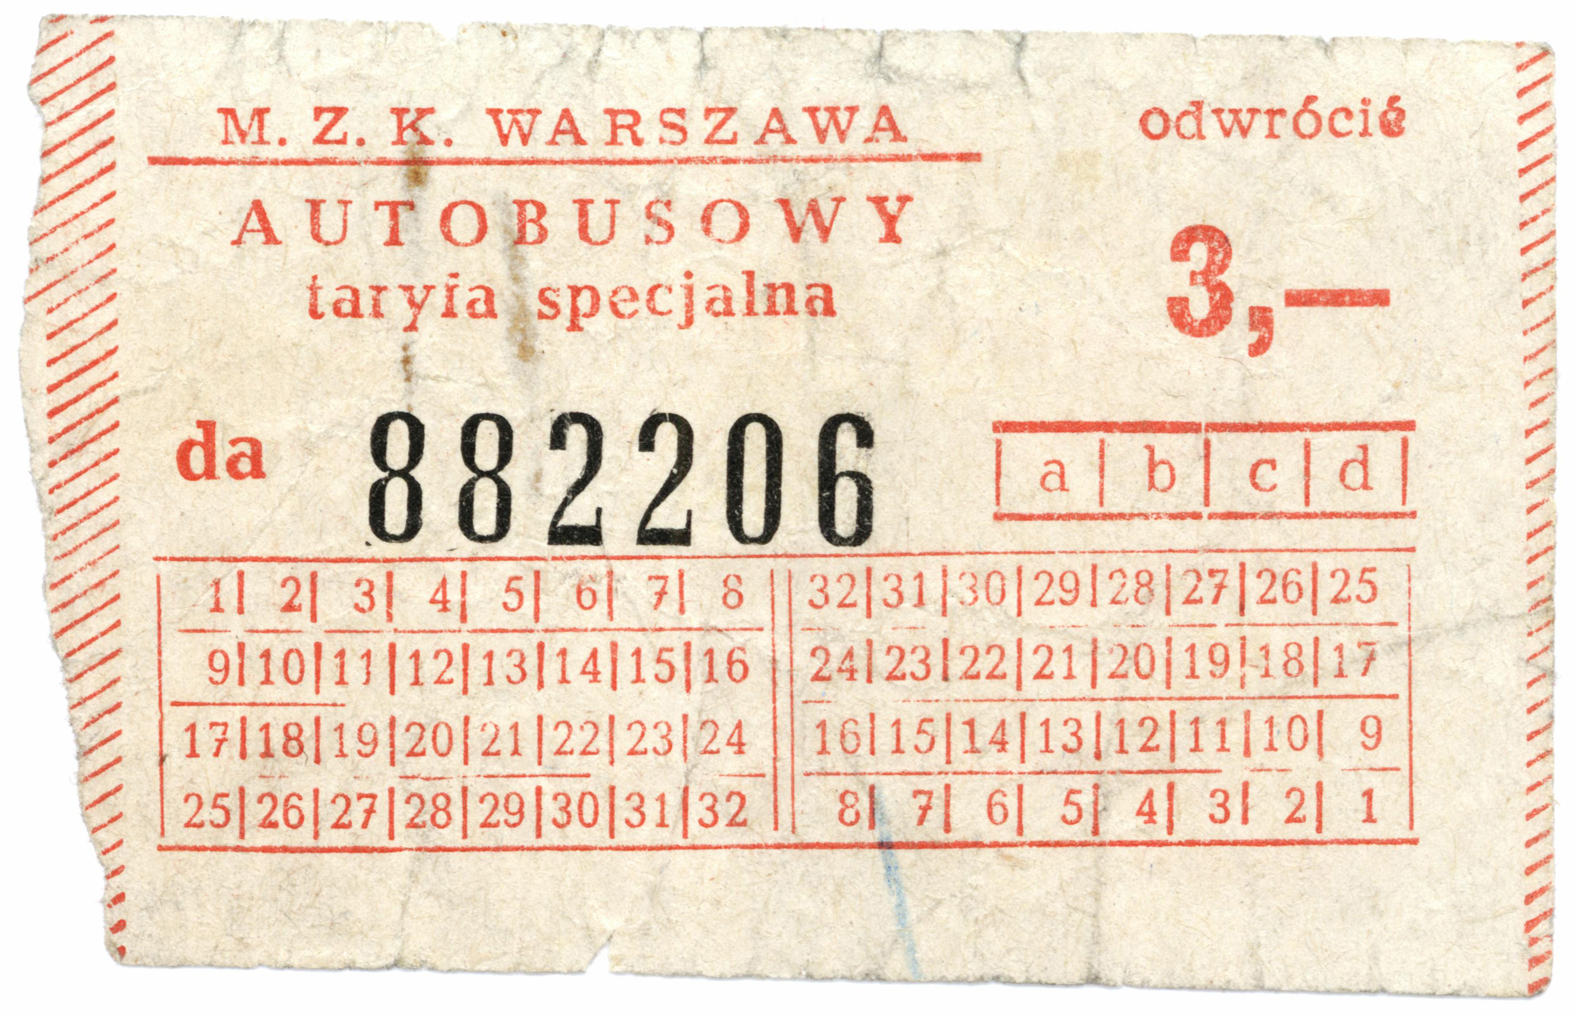 M. Z. K. WARSZAWA
odwrócić
AUTOBUSOWY
taryfa specjalna
3,—
da 882206
a | b | c | d
1| 2| 3| 4| 5| 6| 7| 8 || 32|31|30|29|28|27|26|25
9|10|11|12|13|14|15|16 || 24|23|22|21|20|19|18|17
17|18|19|20|21|22|23|24 || 16|15|14|13|12|11|10| 9
25|26|27|28|29|30|31|32 || 8| 7| 6| 5| 4| 3| 2| 1